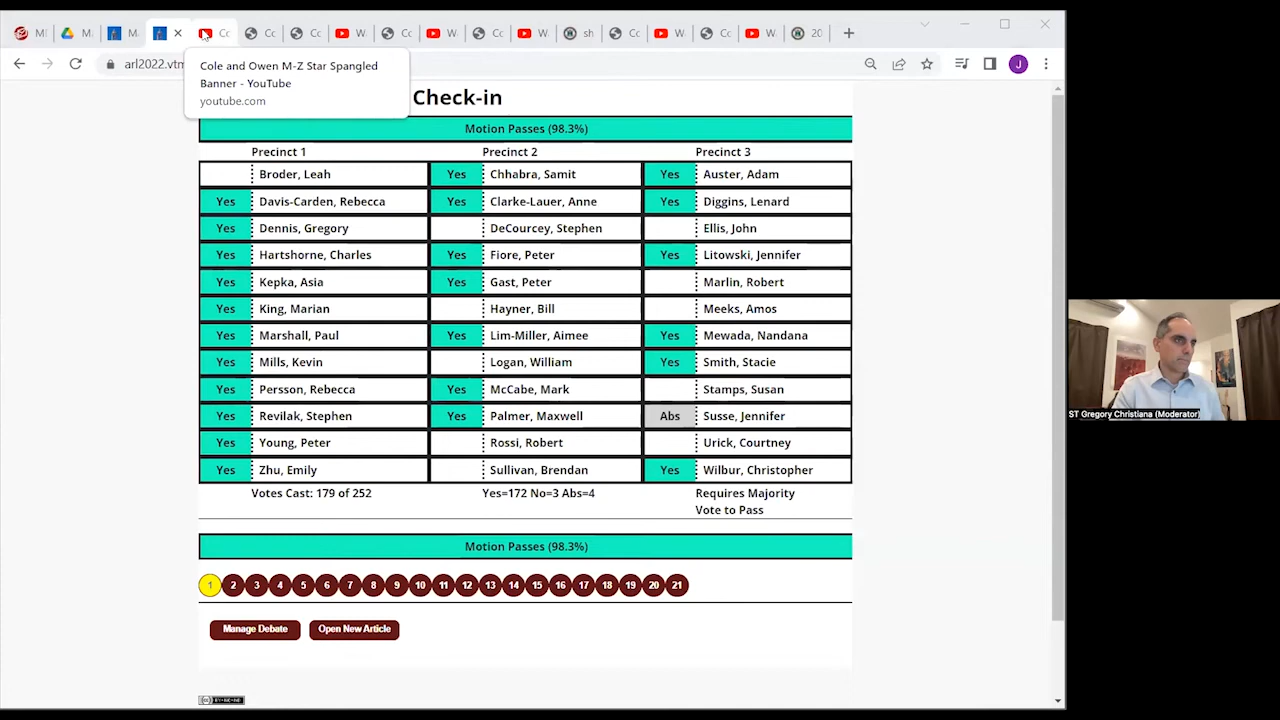 M
M
M
Co
Co
Co
W
Co
W
Co
W
sh
Co
W
Co
W
20
arl2022.vtm
J
Cole and Owen M-Z Star Spangled
Banner - YouTube
youtube.com
Check-in
Motion Passes (98.3%)
Precinct 1 Precinct 2 Precinct 3
Broder, Leah Yes Chhabra, Samit Yes Auster, Adam
Yes Davis-Carden, Rebecca Yes Clarke-Lauer, Anne Yes Diggins, Lenard
Yes Dennis, Gregory DeCourcey, Stephen Ellis, John
Yes Hartshorne, Charles Yes Fiore, Peter Yes Litowski, Jennifer
Yes Kepka, Asia Yes Gast, Peter Marlin, Robert
Yes King, Marian Hayner, Bill Meeks, Amos
Yes Marshall, Paul Yes Lim-Miller, Aimee Yes Mewada, Nandana
Yes Mills, Kevin Logan, William Yes Smith, Stacie
Yes Persson, Rebecca Yes McCabe, Mark Stamps, Susan
Yes Revilak, Stephen Yes Palmer, Maxwell Abs Susse, Jennifer
Yes Young, Peter Rossi, Robert Urick, Courtney
Yes Zhu, Emily Sullivan, Brendan Yes Wilbur, Christopher
Votes Cast: 179 of 252 Yes=172 No=3 Abs=4 Requires Majority
Vote to Pass
Motion Passes (98.3%)
1 2 3 4 5 6 7 8 9 10 11 12 13 14 15 16 17 18 19 20 21
Manage Debate Open New Article
ST Gregory Christiana (Moderator)